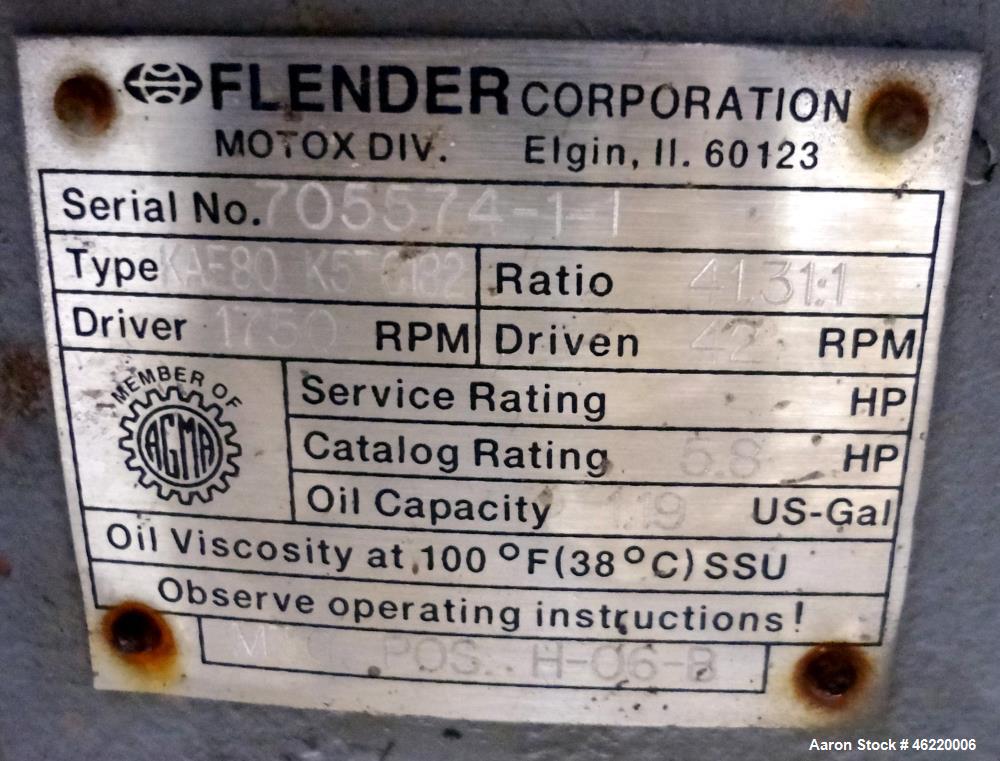 FLENDER CORPORATION
MOTOX DIV. Elgin, Il. 60123
Serial No. 705574-1-1
Type KAF80 K5TC182 Ratio 41.31:1
Driver 1750 RPM Driven 42 RPM
MEMBER OF AGMA
Service Rating HP
Catalog Rating 5.8 HP
Oil Capacity 1.19 US-Gal
Oil Viscosity at 100 °F (38 °C) SSU
Observe operating instructions!
POS. H-06-B
Aaron Stock # 46220006